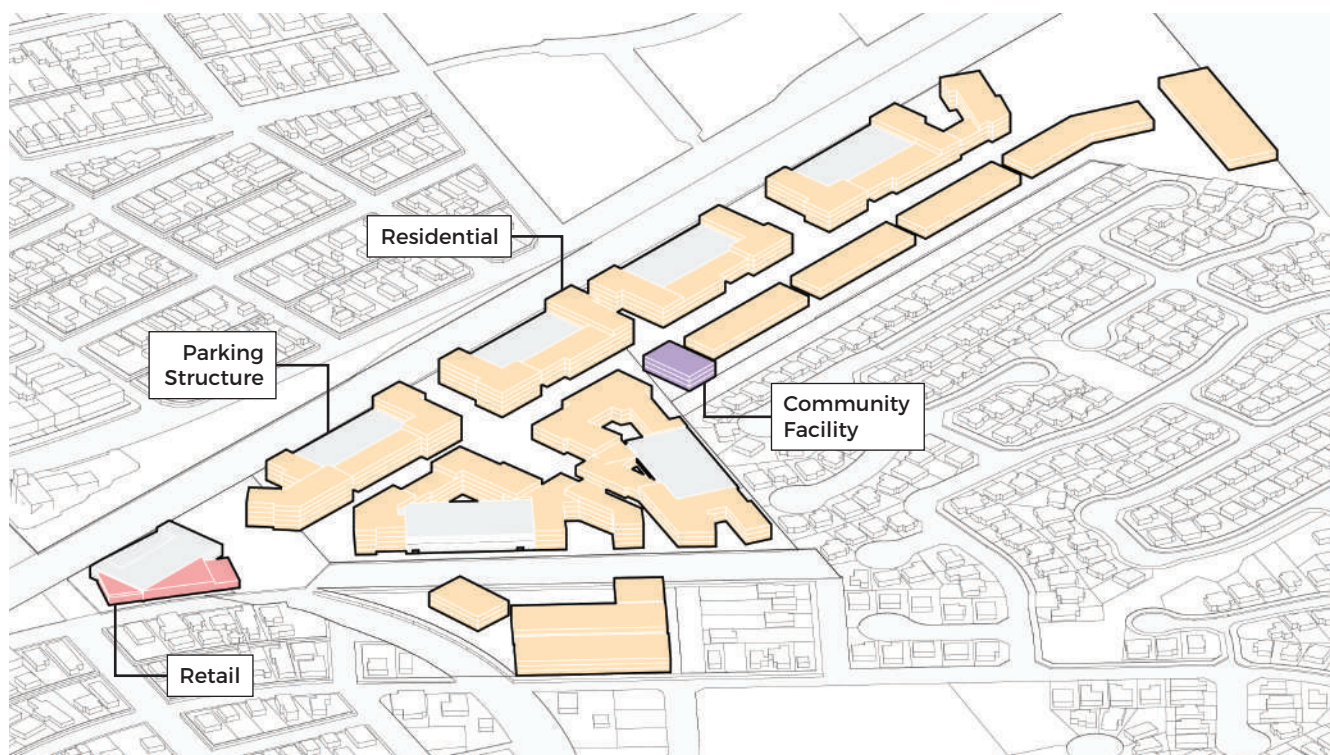 Residential
Parking
Structure
Community
Facility
Retail